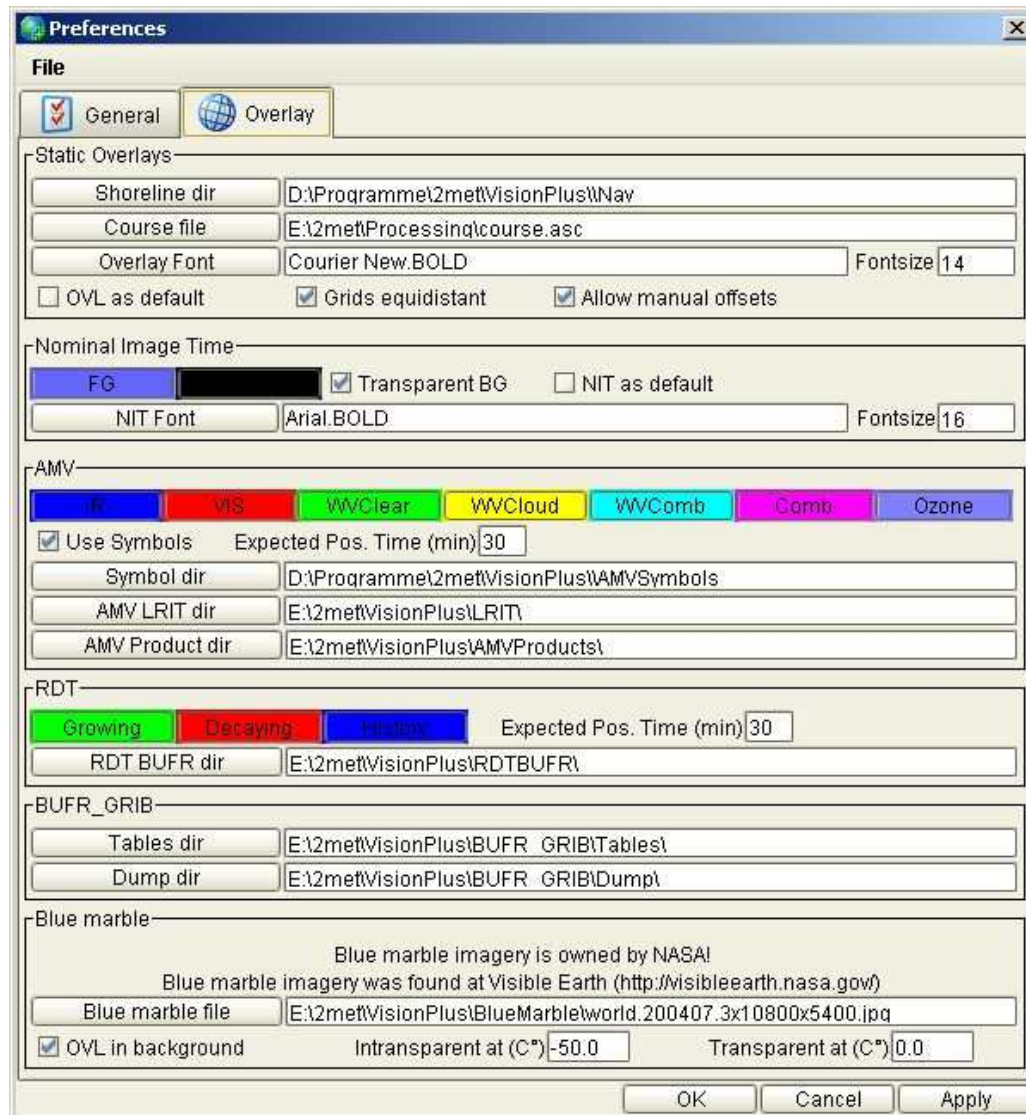 Preferences
File
General Overlay
Static Overlays
Shoreline dir D:\Programme\2met\VisionPlus\\Nav
Course file E:\2met\Processing\course.asc
Overlay Font Courier New.BOLD Fontsize 14
OVL as default Grids equidistant Allow manual offsets
Nominal Image Time
FG Transparent BG NIT as default
NIT Font Arial.BOLD Fontsize 16
AMV
IR VIS WVClear WVCloud WVComb Comb Ozone
Use Symbols Expected Pos. Time (min) 30
Symbol dir D:\Programme\2met\VisionPlus\\AMVSymbols
AMV LRIT dir E:\2met\VisionPlus\LRIT\
AMV Product dir E:\2met\VisionPlus\AMVProducts\
RDT
Growing Decaying History Expected Pos. Time (min) 30
RDT BUFR dir E:\2met\VisionPlus\RDTBUFR\
BUFR_GRIB
Tables dir E:\2met\VisionPlus\BUFR_GRIB\Tables\
Dump dir E:\2met\VisionPlus\BUFR_GRIB\Dump\
Blue marble
Blue marble imagery is owned by NASA!
Blue marble imagery was found at Visible Earth (http://visibleearth.nasa.gov/)
Blue marble file E:\2met\VisionPlus\BlueMarble\world.200407.3x10800x5400.jpg
OVL in background Intransparent at (C°) -50.0 Transparent at (C°) 0.0
OK Cancel Apply